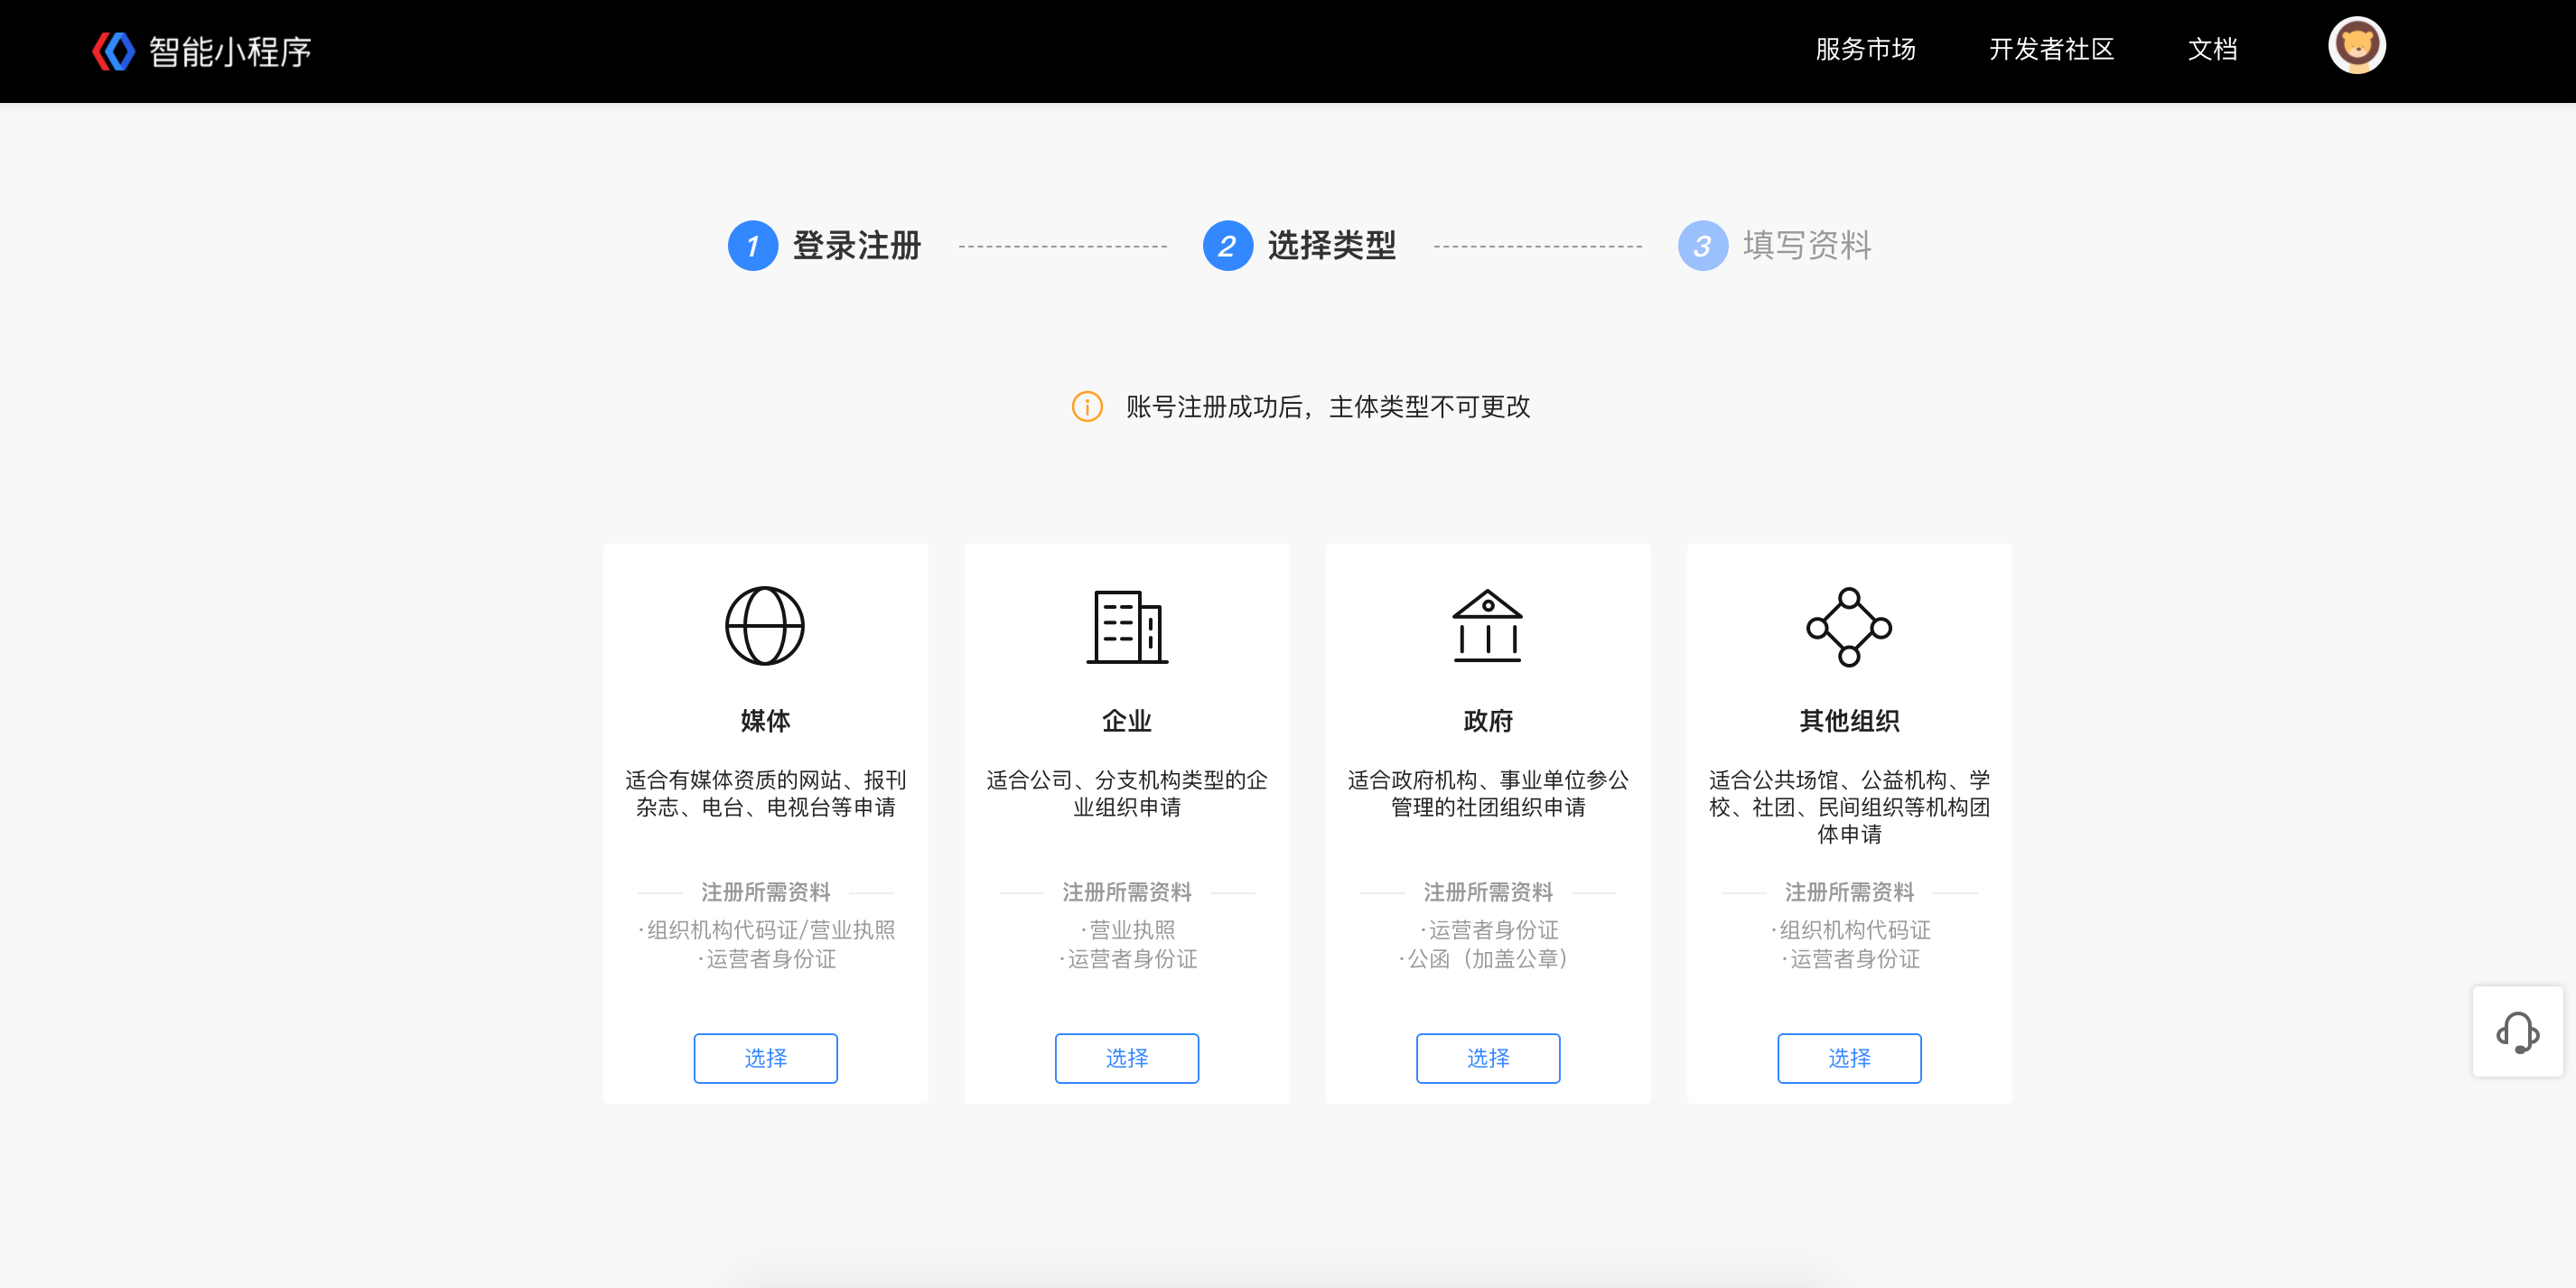 智能小程序
服务市场 开发者社区 文档
1 登录注册 2 选择类型 3 填写资料
账号注册成功后，主体类型不可更改
媒体
适合有媒体资质的网站、报刊
杂志、电台、电视台等申请
注册所需资料
·组织机构代码证/营业执照
·运营者身份证
选择
企业
适合公司、分支机构类型的企
业组织申请
注册所需资料
·营业执照
·运营者身份证
选择
政府
适合政府机构、事业单位参公
管理的社团组织申请
注册所需资料
·运营者身份证
·公函（加盖公章）
选择
其他组织
适合公共场馆、公益机构、学
校、社团、民间组织等机构团
体申请
注册所需资料
·组织机构代码证
·运营者身份证
选择